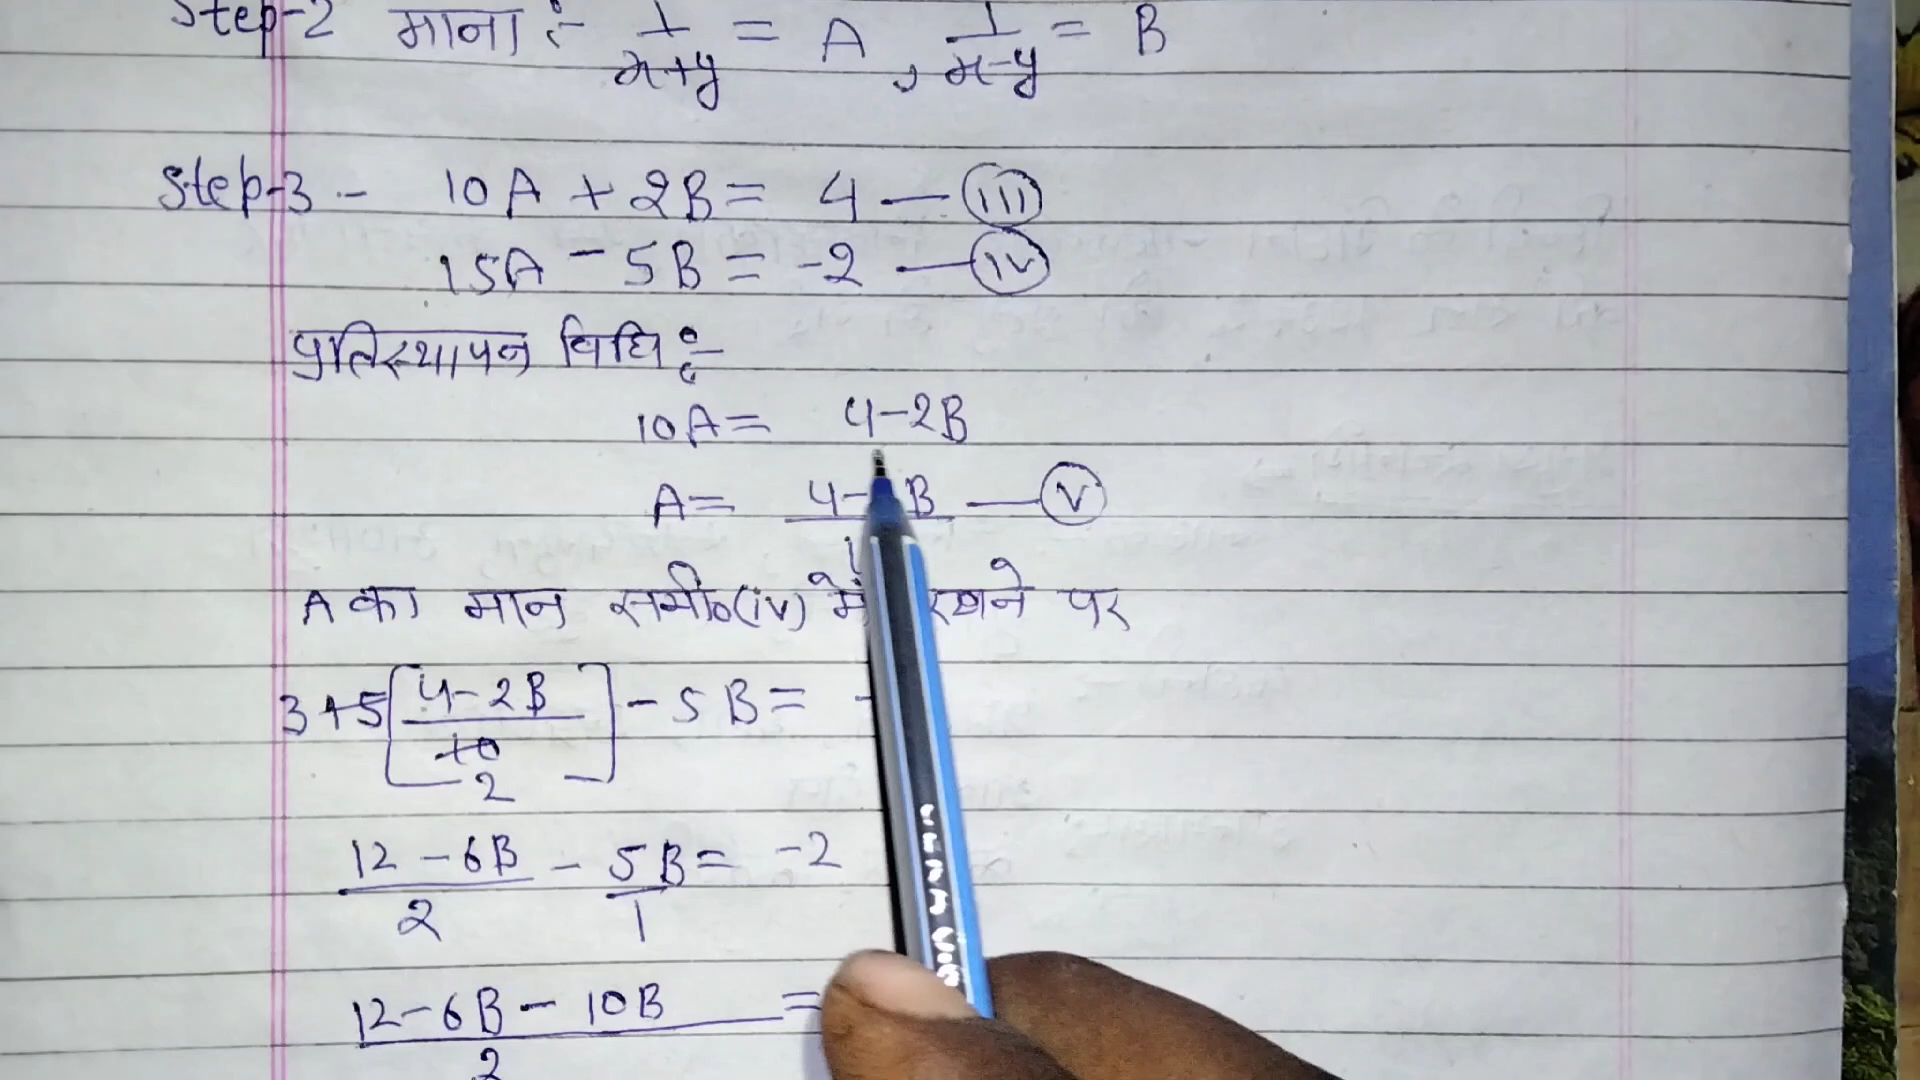 Step-2 माना :- 1/(x+y) = A , 1/(x-y) = B
Step-3 - 10A + 2B = 4 — (III)
15A - 5B = -2 — (IV)
प्रतिस्थापन विधि :-
10A = 4-2B
A = 4- B — (V)
A का मान समी०(iv) में रखने पर
3 15[4-2B / 10 2] - 5B = -
12-6B/2 - 5B/1 = -2
12-6B-10B/2 =